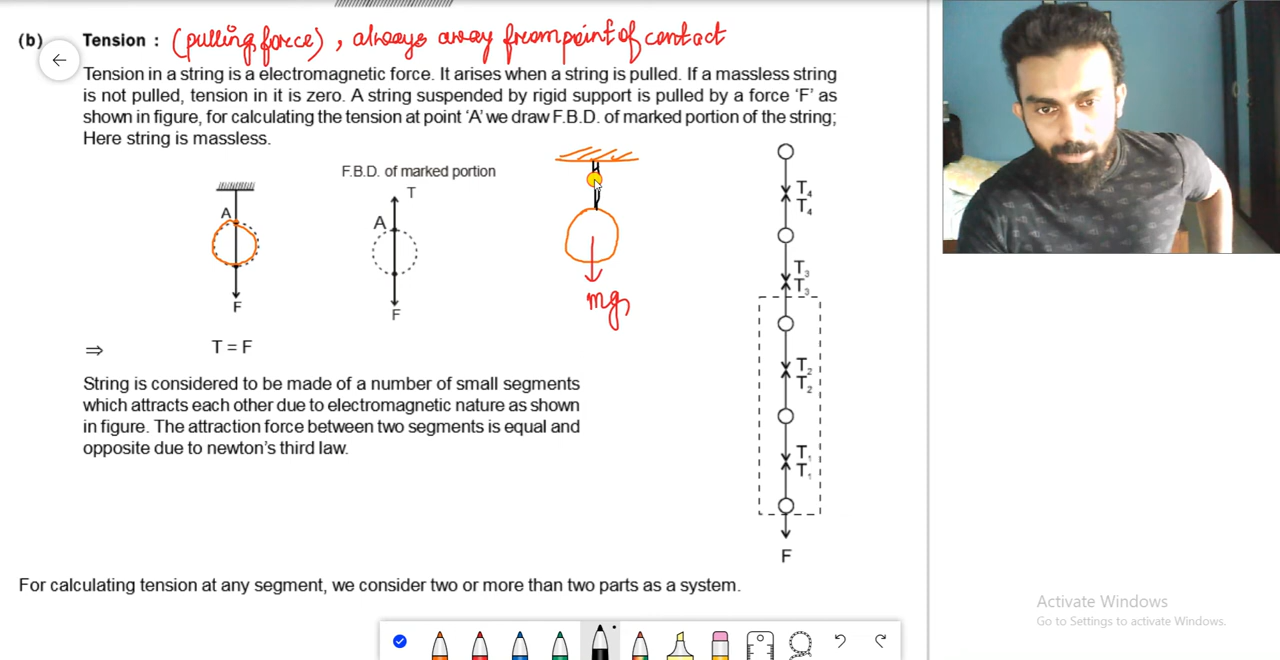 (b) Tension : (pulling force), always away from point of contact
Tension in a string is a electromagnetic force. It arises when a string is pulled. If a massless string
is not pulled, tension in it is zero. A string suspended by rigid support is pulled by a force ‘F’ as
shown in figure, for calculating the tension at point ‘A’ we draw F.B.D. of marked portion of the string;
Here string is massless.
F.B.D. of marked portion
A
F
T
A
F
mg
T4
T4
T3
T3
T2
T2
T1
T1
F
⇒ T = F
String is considered to be made of a number of small segments
which attracts each other due to electromagnetic nature as shown
in figure. The attraction force between two segments is equal and
opposite due to newton’s third law.
For calculating tension at any segment, we consider two or more than two parts as a system.
Activate Windows
Go to Settings to activate Windows.